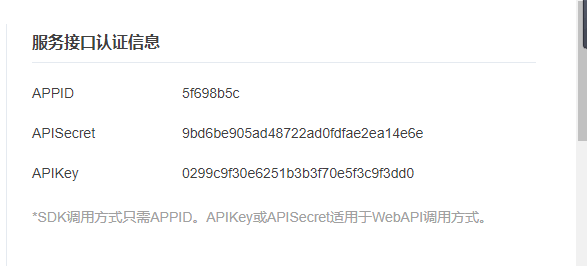 服务接口认证信息
APPID 5f698b5c
APISecret 9bd6be905ad48722ad0fdfae2ea14e6e
APIKey 0299c9f30e6251b3b3f70e5f3c9f3dd0
*SDK调用方式只需APPID。APIKey或APISecret适用于WebAPI调用方式。